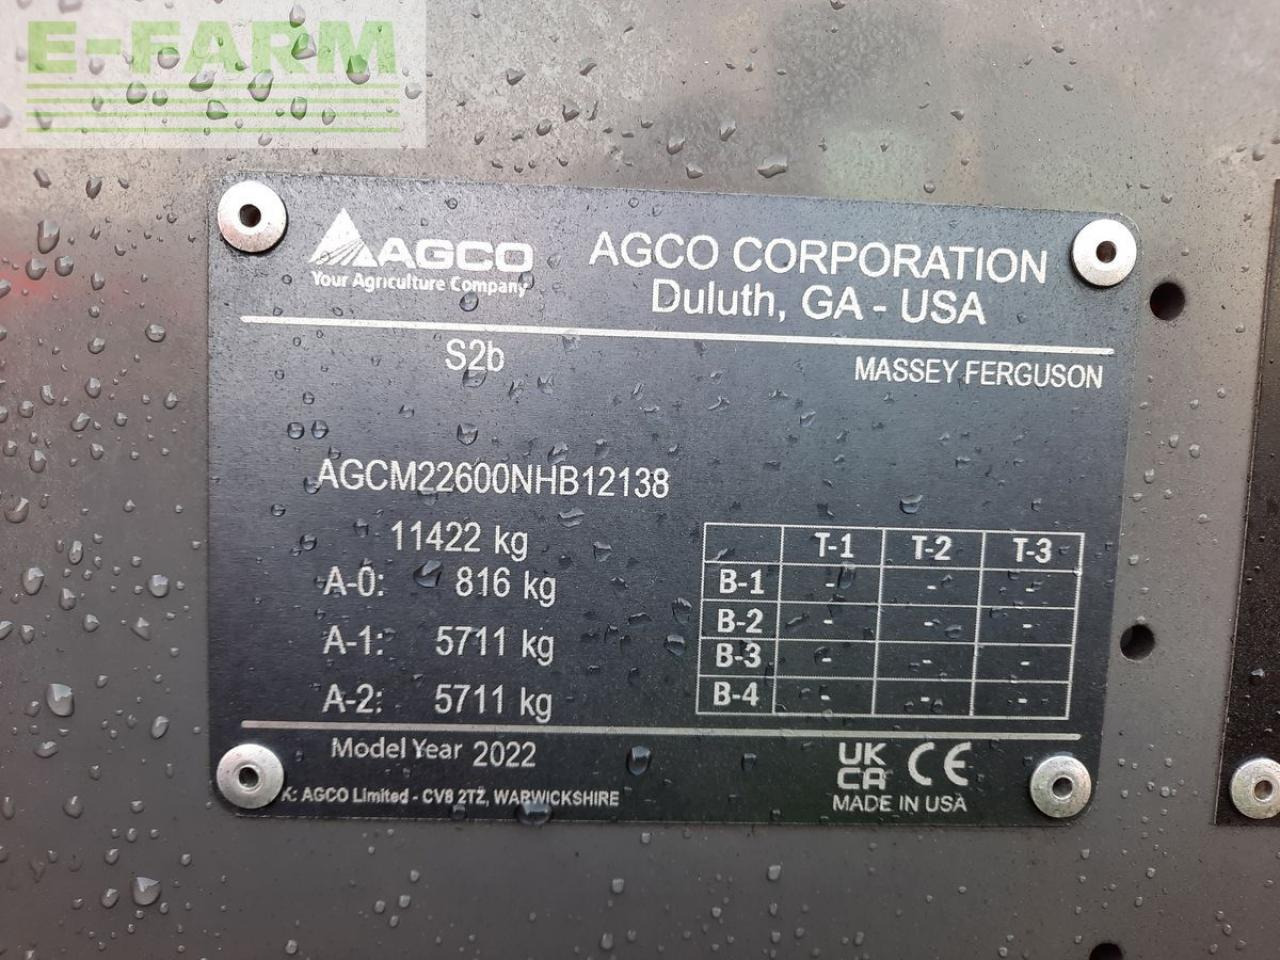 E-FARM
AGCO
Your Agriculture Company
AGCO CORPORATION
Duluth, GA - USA
S2b
MASSEY FERGUSON
AGCM22600NHB12138
11422 kg
A-0: 816 kg
A-1: 5711 kg
A-2: 5711 kg
T-1 T-2 T-3
B-1 - - -
B-2 - - -
B-3 - - -
B-4 - - -
Model Year 2022
K: AGCO Limited - CV8 2TZ, WARWICKSHIRE
UK
CA
CE
MADE IN USA